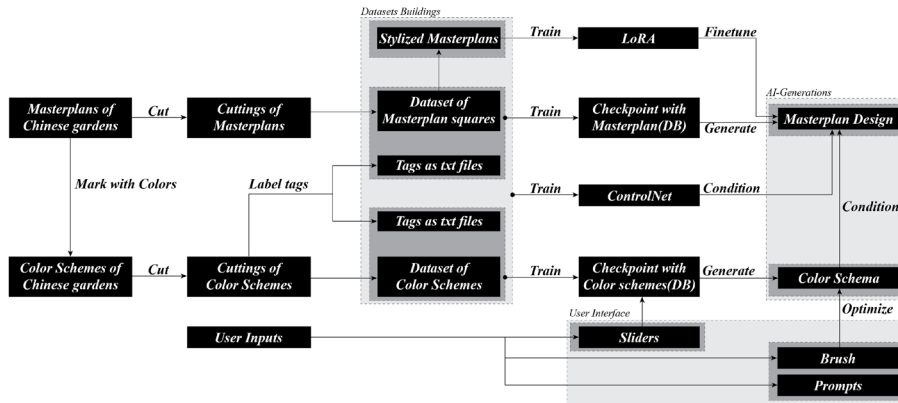 Datasets Buildings
Stylized Masterplans
Train
LoRA
Finetune
Masterplans of
Chinese gardens
Cut
Cuttings of
Masterplans
Dataset of
Masterplan squares
Train
Checkpoint with
Masterplan(DB)
Generate
AI-Generations
Masterplan Design
Mark with Colors
Label tags
Tags as txt files
Train
ControlNet
Condition
Condition
Tags as txt files
Color Schemes of
Chinese gardens
Cut
Cuttings of
Color Schemes
Dataset of
Color Schemes
Train
Checkpoint with
Color schemes(DB)
Generate
Color Schema
Optimize
User Interface
User Inputs
Sliders
Brush
Prompts